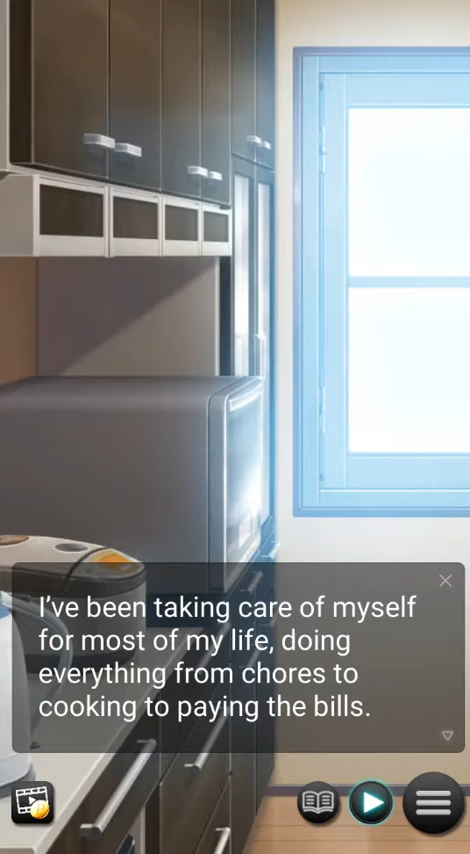 I’ve been taking care of myself
for most of my life, doing
everything from chores to
cooking to paying the bills.